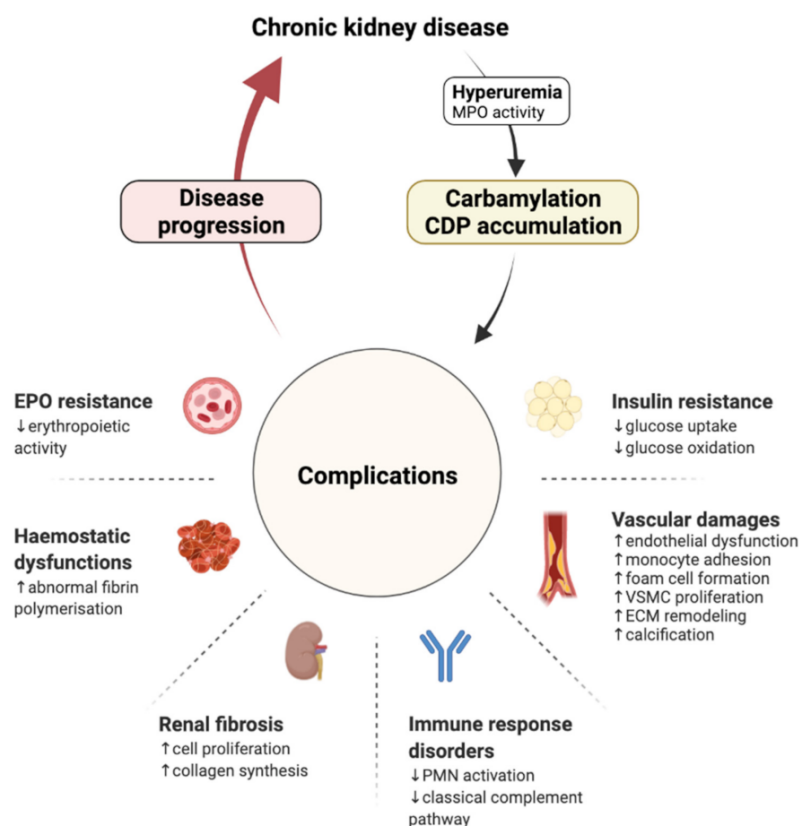 Chronic kidney disease
Hyperuremia
MPO activity
Disease
progression
Carbamylation
CDP accumulation
Complications
EPO resistance
↓erythropoietic
activity
Insulin resistance
↓glucose uptake
↓glucose oxidation
Haemostatic
dysfunctions
↑abnormal fibrin
polymerisation
Vascular damages
↑endothelial dysfunction
↑monocyte adhesion
↑foam cell formation
↑VSMC proliferation
↑ECM remodeling
↑calcification
Renal fibrosis
↑cell proliferation
↑collagen synthesis
Immune response
disorders
↓PMN activation
↓classical complement
pathway